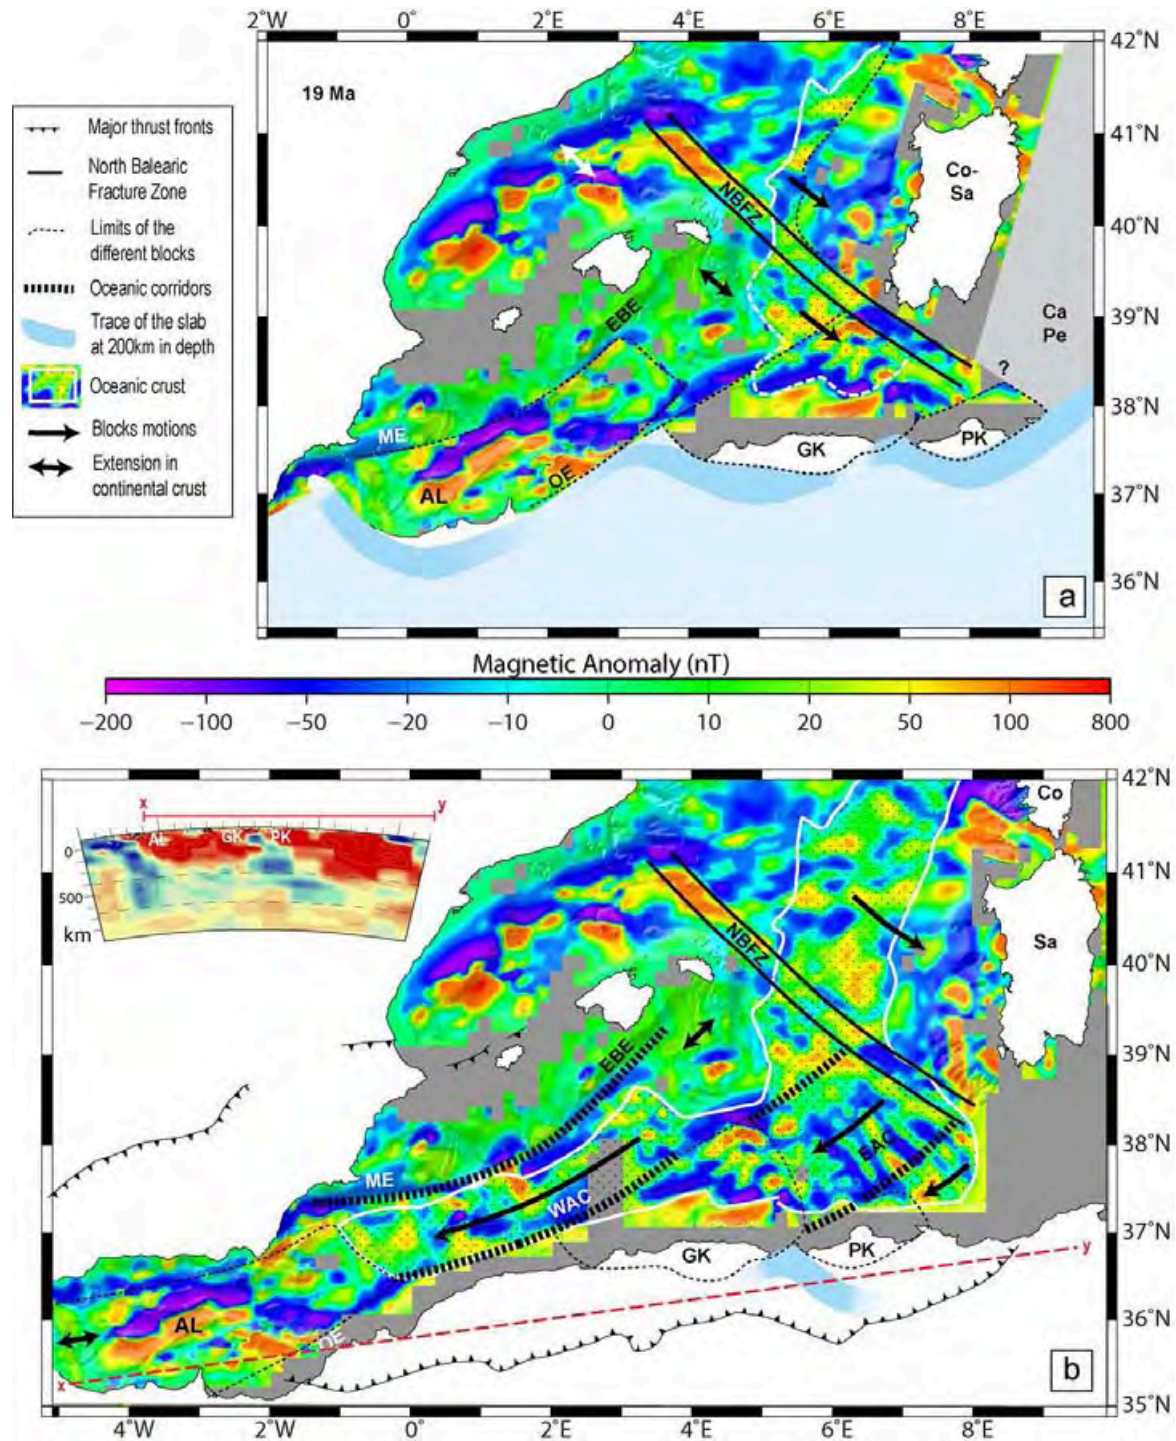 2°W 0° 2°E 4°E 6°E 8°E
42°N
19 Ma
Major thrust fronts
North Balearic
Fracture Zone
Limits of the
different blocks
Oceanic corridors
Trace of the slab
at 200km in depth
Oceanic crust
Blocks motions
Extension in
continental crust
41°N
Co-
Sa
NBFZ
40°N
39°N
EBE
Ca
Pe
?
38°N
ME
GK
PK
OE
AL
37°N
36°N
a
Magnetic Anomaly (nT)
−200 −100 −50 −20 −10 0 10 20 50 100 800
42°N
Co
x y
AL GK PK
0
500
km
41°N
NBFZ
Sa
40°N
39°N
EBE
38°N
EAC
ME
WAC
37°N
GK
PK
y
36°N
AL
OE
x
b
35°N
4°W 2°W 0° 2°E 4°E 6°E 8°E